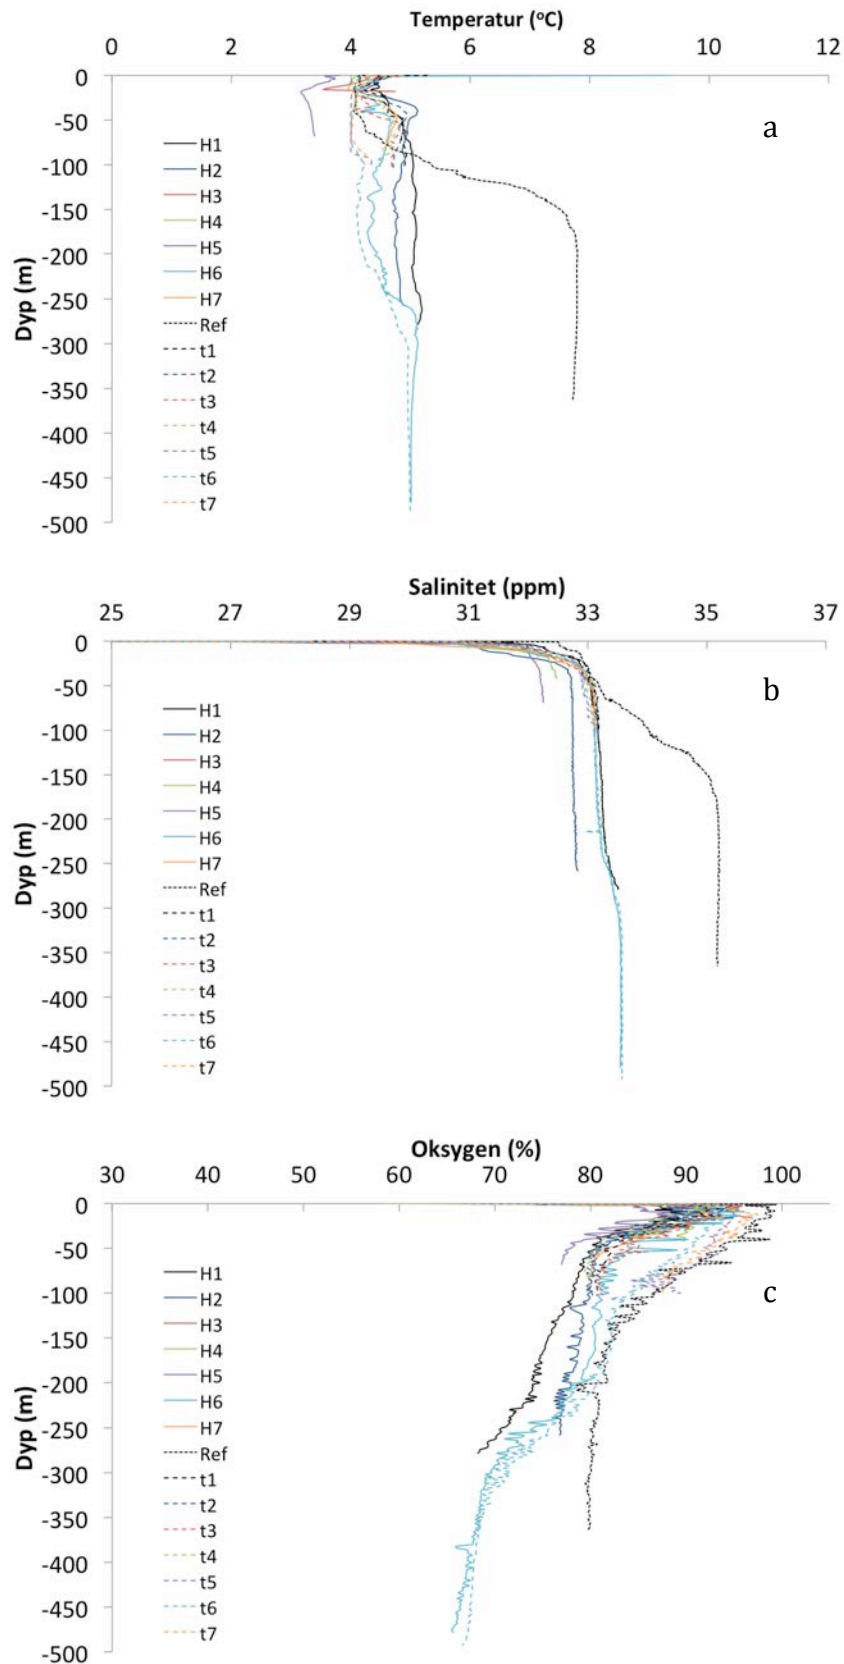 Temperatur (°C)
0 2 4 6 8 10 12
0
-50
-100
-150
-200
-250
-300
-350
-400
-450
-500
Dyp (m)
a
H1
H2
H3
H4
H5
H6
H7
Ref
t1
t2
t3
t4
t5
t6
t7
Salinitet (ppm)
25 27 29 31 33 35 37
0
-50
-100
-150
-200
-250
-300
-350
-400
-450
-500
Dyp (m)
b
H1
H2
H3
H4
H5
H6
H7
Ref
t1
t2
t3
t4
t5
t6
t7
Oksygen (%)
30 40 50 60 70 80 90 100
0
-50
-100
-150
-200
-250
-300
-350
-400
-450
-500
Dyp (m)
c
H1
H2
H3
H4
H5
H6
H7
Ref
t1
t2
t3
t4
t5
t6
t7